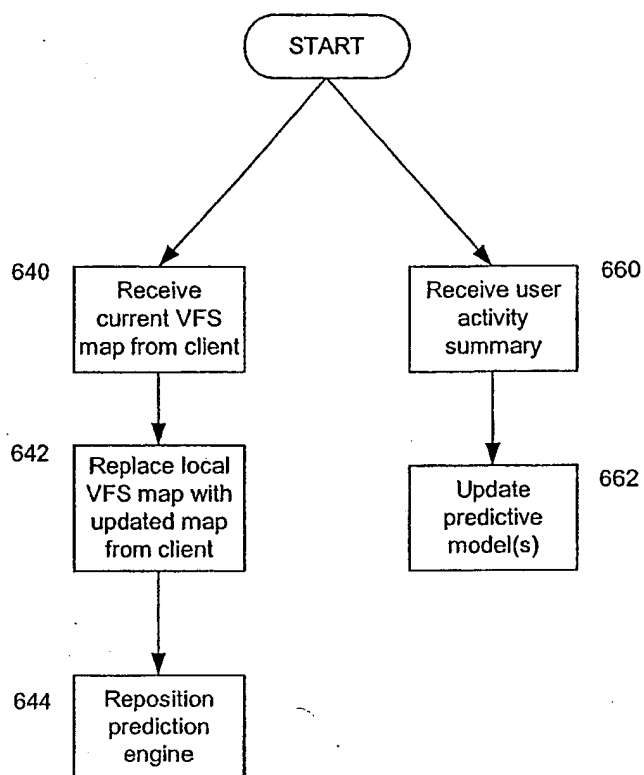 START
640
Receive
current VFS
map from client
660
Receive user
activity
summary
642
Replace local
VFS map with
updated map
from client
662
Update
predictive
model(s)
644
Reposition
prediction
engine